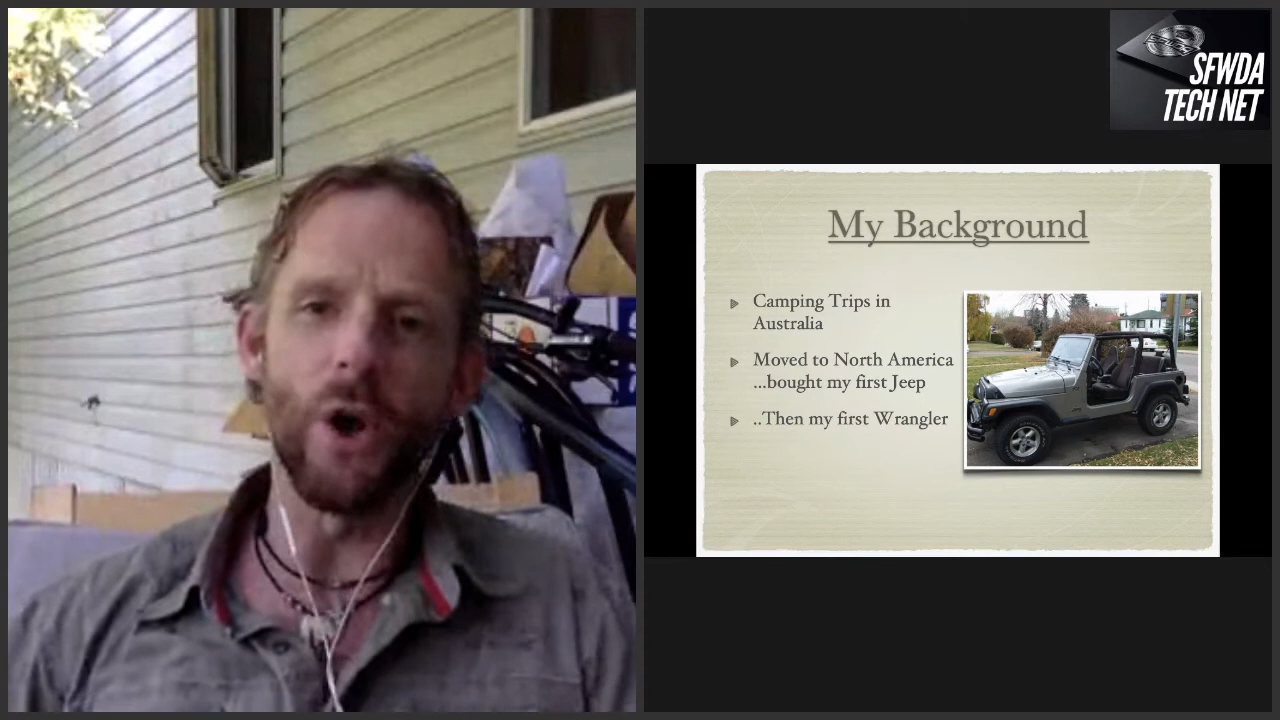 SFWDA
TECH NET
My Background
Camping Trips in
Australia
Moved to North America
...bought my first Jeep
..Then my first Wrangler